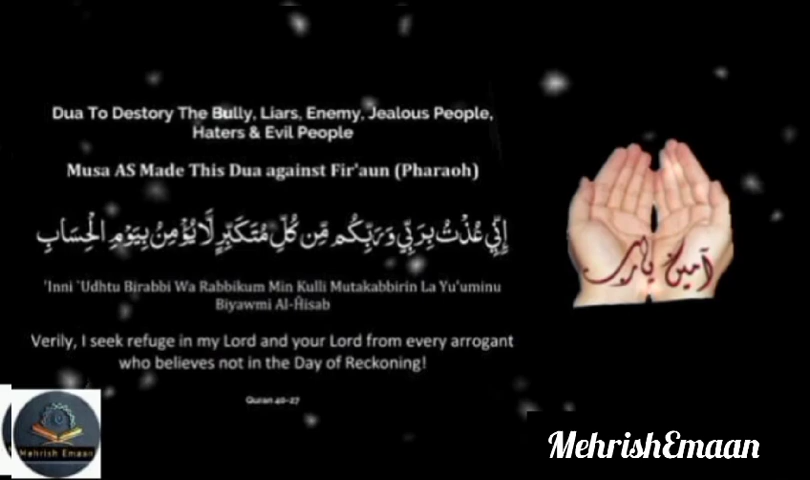 Dua To Destory The Bully, Liars, Enemy, Jealous People,
Haters & Evil People
Musa AS Made This Dua against Fir'aun (Pharaoh)
إِنِّي عُذْتُ بِرَبِّي وَرَبِّكُم مِّن كُلِّ مُتَكَبِّرٍ لَّا يُؤْمِنُ بِيَوْمِ الْحِسَابِ
'Inni `Udhtu Birabbi Wa Rabbikum Min Kulli Mutakabbirin La Yu'uminu
Biyawmi Al-Ĥisab
Verily, I seek refuge in my Lord and your Lord from every arrogant
who believes not in the Day of Reckoning!
Quran 40-27
آمین یارب
Mehrish Emaan
MehrishEmaan